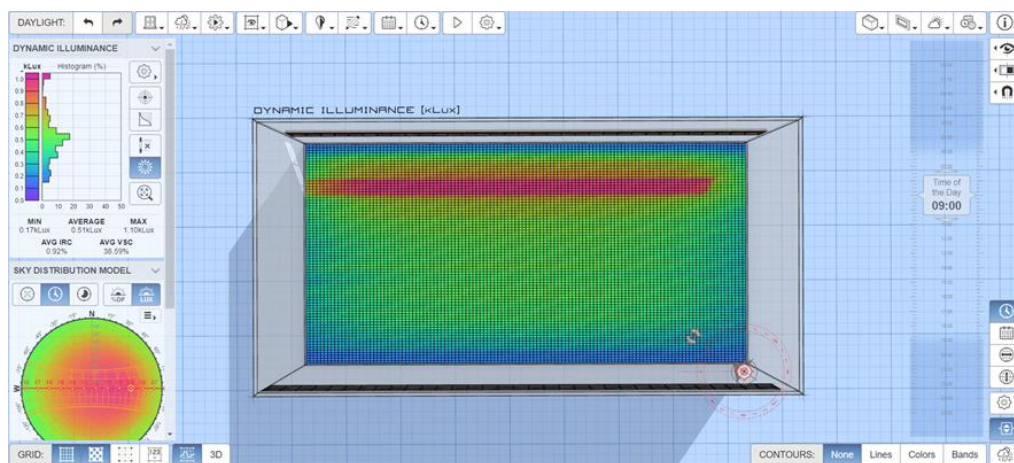 DAYLIGHT:
DYNAMIC ILLUMINANCE
kLux Histogram (%)
1.0
0.9
0.8
0.7
0.6
0.5
0.4
0.3
0.2
0.1
0.0
0 10 20 30 40 50
MIN AVERAGE MAX
0.17kLux 0.51kLux 1.10kLux
AVG IRC AVG VSC
0.92% 38.59%
SKY DISTRIBUTION MODEL
%DF LUX
N
W
DYNAMIC ILLUMINANCE [kLux]
Time of
the Day
09:00
GRID: 123 3D
CONTOURS: None Lines Colors Bands